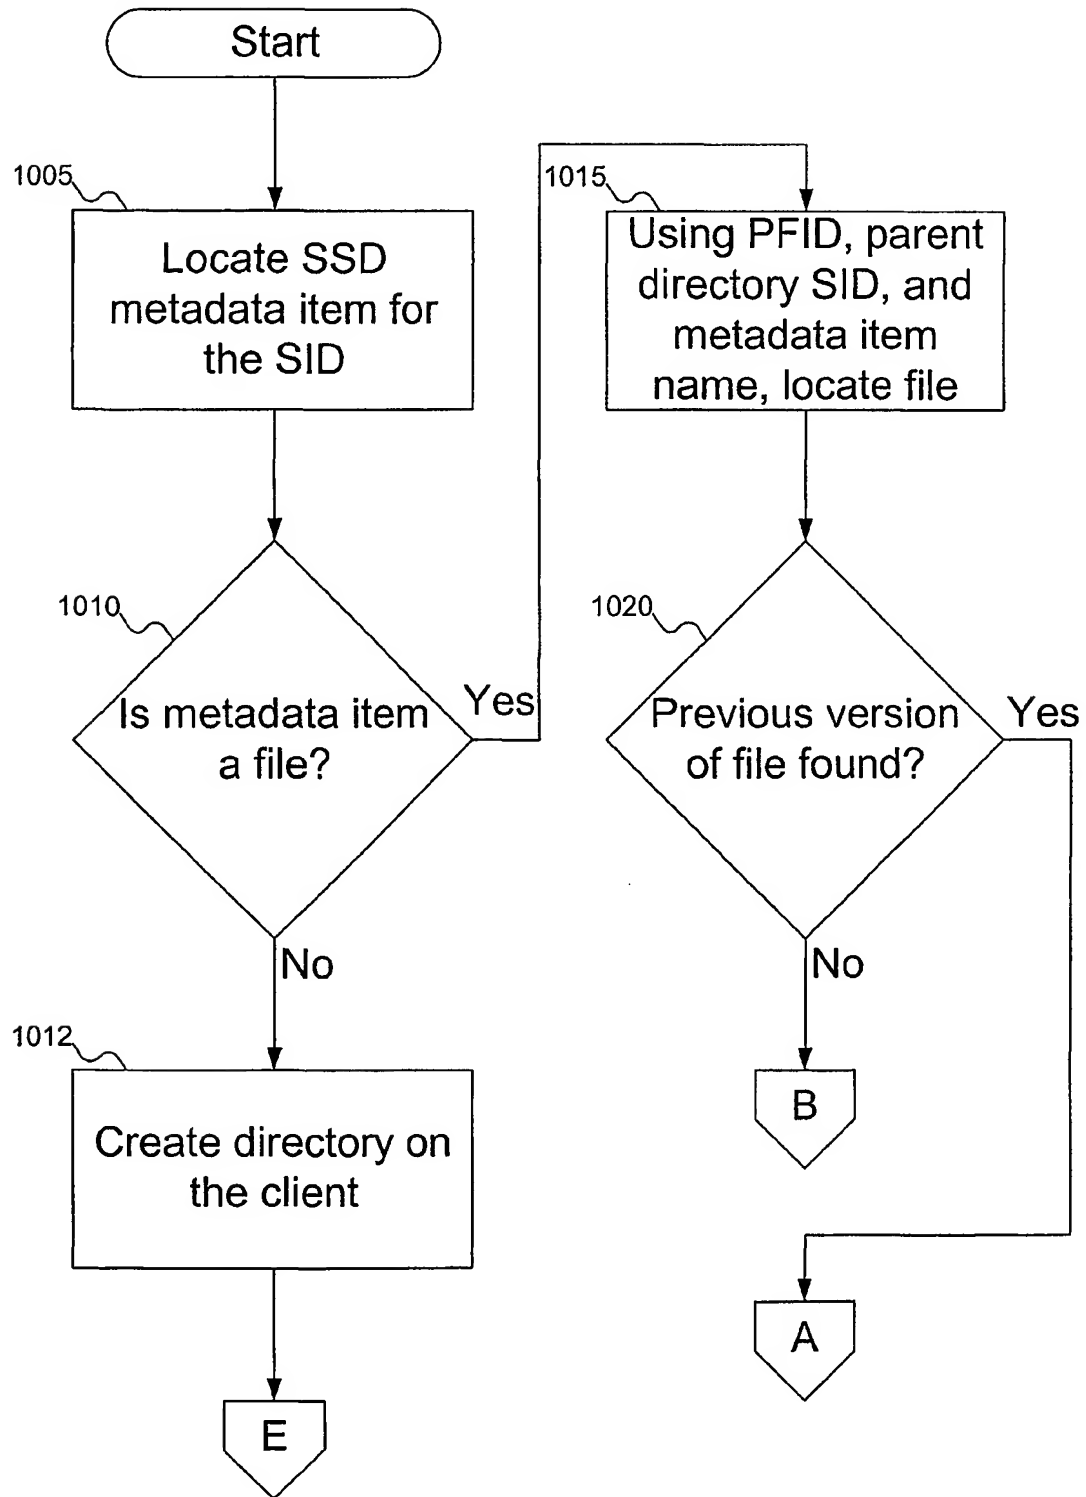 Start
1005
Locate SSD
metadata item for
the SID
1010
Is metadata item
a file?
Yes
No
1012
Create directory on
the client
E
1015
Using PFID, parent
directory SID, and
metadata item
name, locate file
1020
Previous version
of file found?
Yes
No
B
A